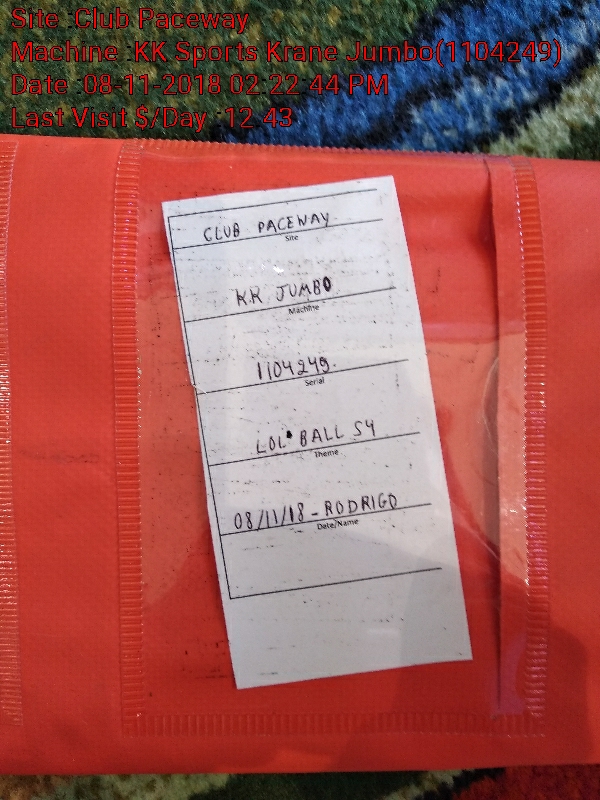 Site :Club Paceway
Machine :KK Sports Krane Jumbo(1104249)
Date :08-11-2018 02:22:44 PM
Last Visit $/Day :12.43
CLUB PACEWAY
Site
KK JUMBO
Machine
1104249.
Serial
LOL BALL S4
Theme
08/11/18 - RODRIGO
Date/Name